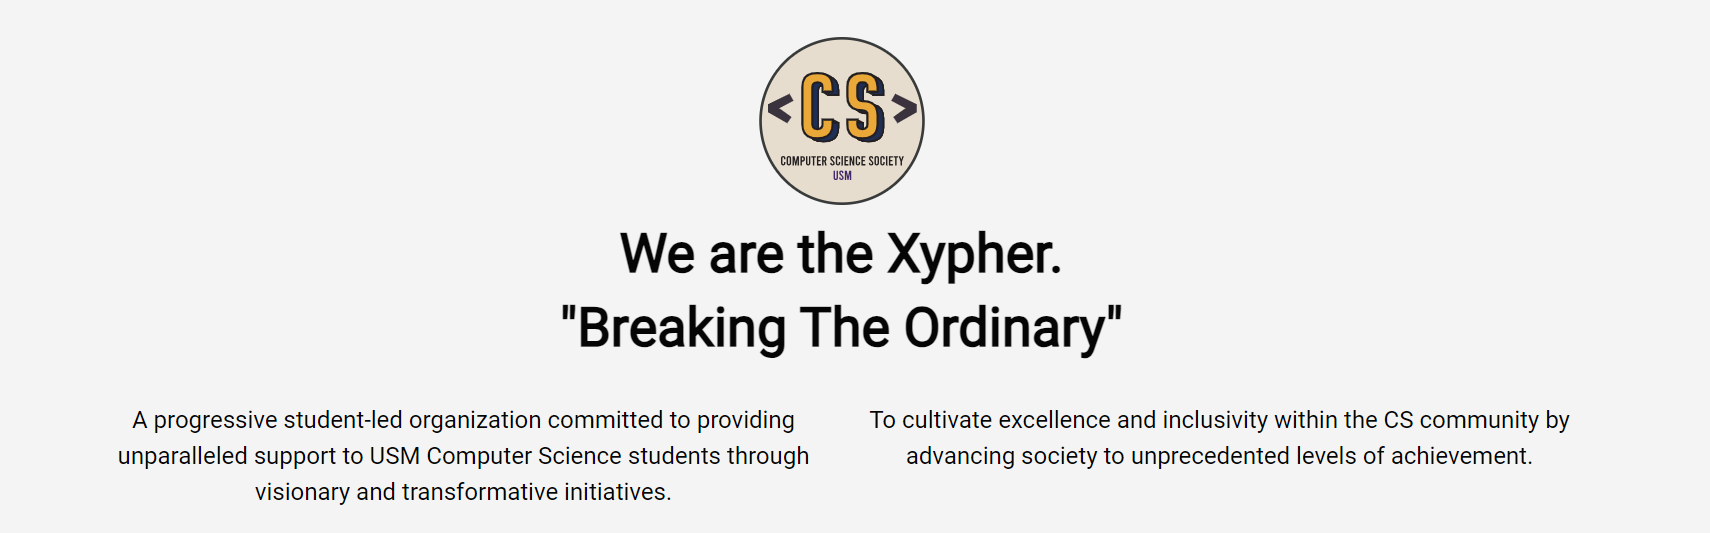 <CS>
COMPUTER SCIENCE SOCIETY
USM
We are the Xypher.
"Breaking The Ordinary"
A progressive student-led organization committed to providing
unparalleled support to USM Computer Science students through
visionary and transformative initiatives.
To cultivate excellence and inclusivity within the CS community by
advancing society to unprecedented levels of achievement.